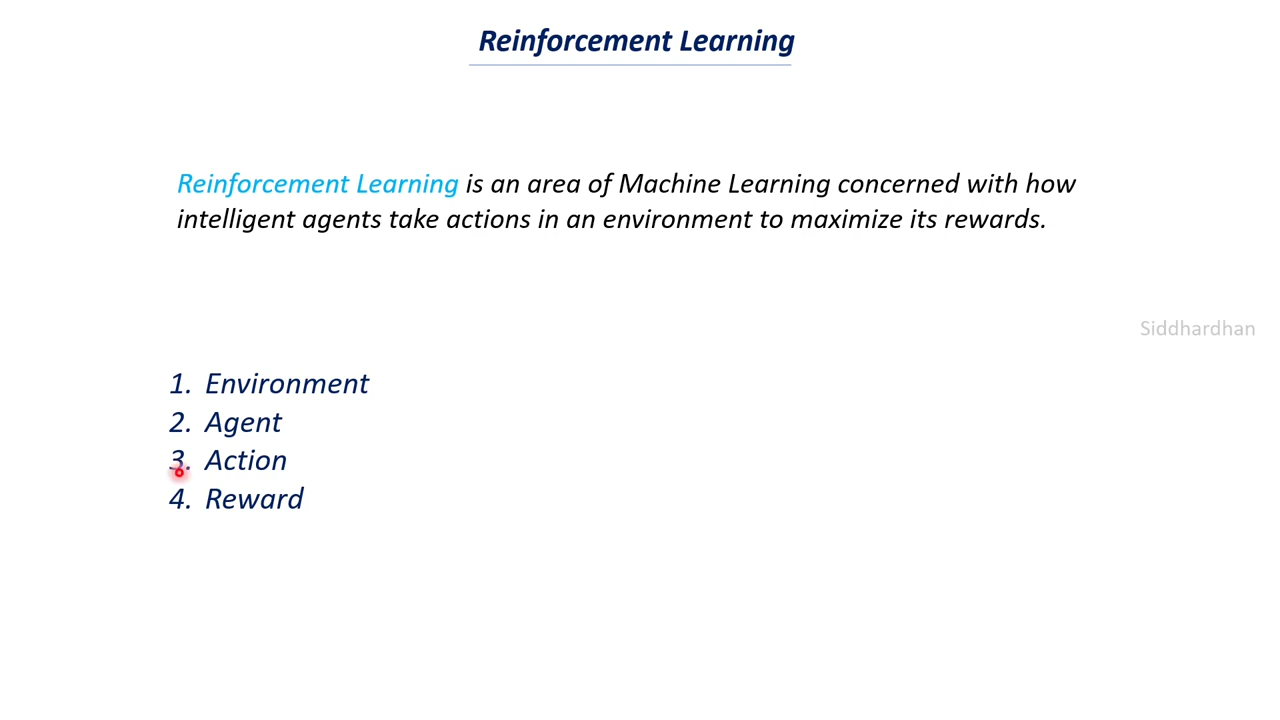 Reinforcement Learning
Reinforcement Learning is an area of Machine Learning concerned with how
intelligent agents take actions in an environment to maximize its rewards.
Siddhardhan
1. Environment
2. Agent
3. Action
4. Reward